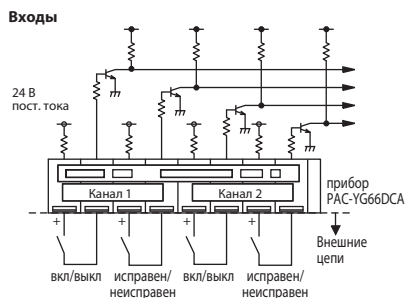 Входы
24 В
пост. тока
Канал 1
Канал 2
прибор
PAC-YG66DCA
+
+
+
+
Внешние
цепи
вкл/выкл
исправен/
неисправен
вкл/выкл
исправен/
неисправен